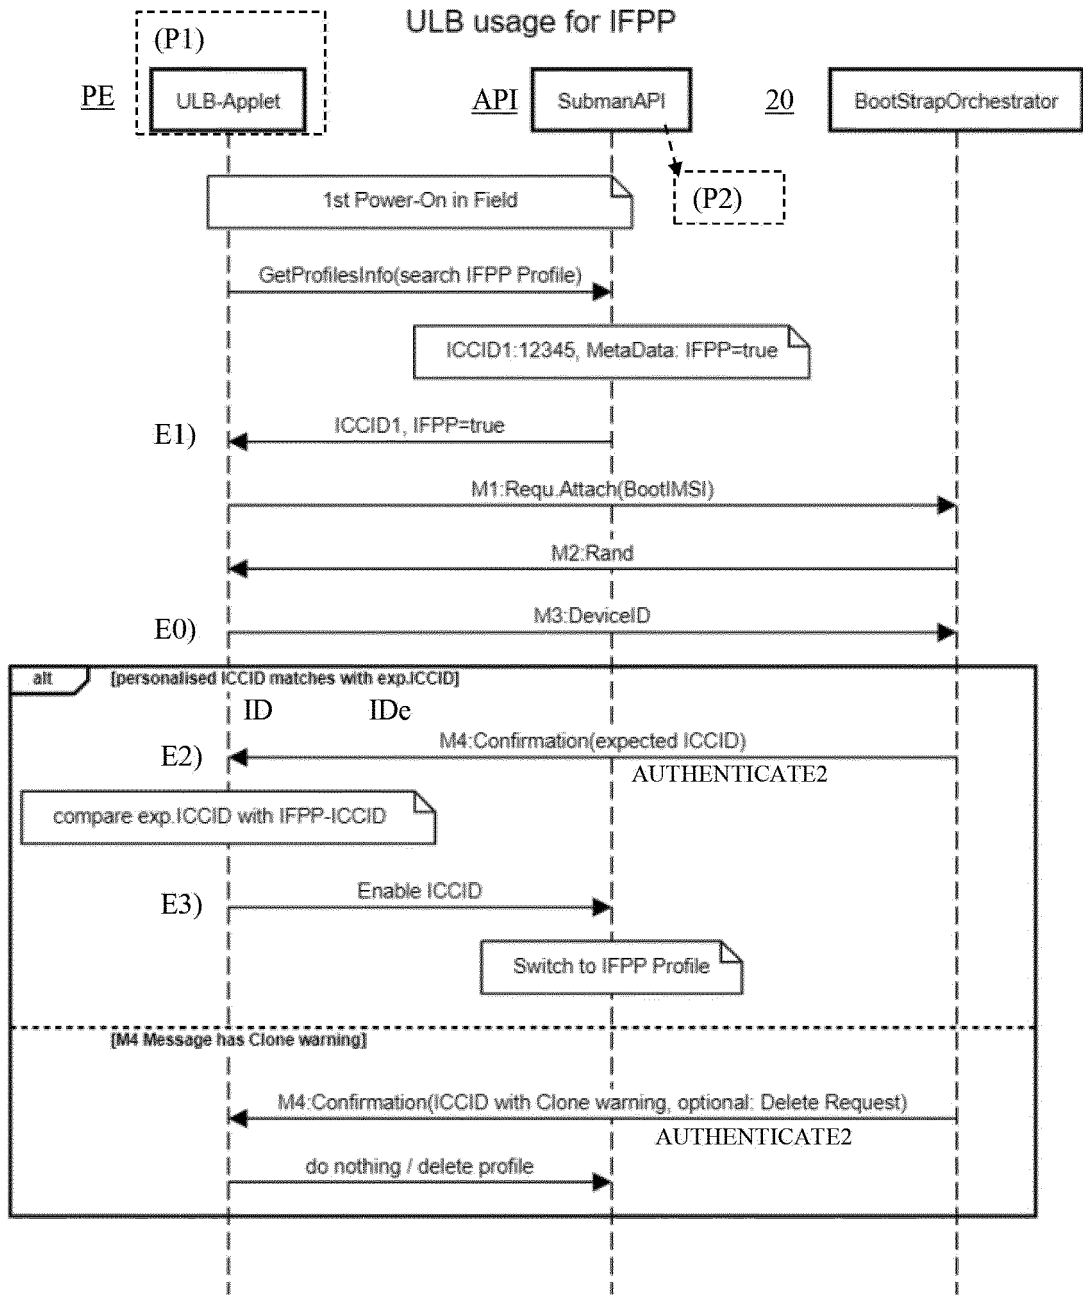 ULB usage for IFPP
(P1)
PE
ULB-Applet
API
SubmanAPI
20
BootStrapOrchestrator
1st Power-On in Field
(P2)
GetProfilesInfo(search IFPP Profile)
ICCID1:12345, MetaData: IFPP=true
E1)
ICCID1, IFPP=true
M1:Requ.Attach(BootIMSI)
M2:Rand
E0)
M3:DeviceID
alt
[personalised ICCID matches with exp.ICCID]
ID
IDe
E2)
M4:Confirmation(expected ICCID)
AUTHENTICATE2
compare exp.ICCID with IFPP-ICCID
E3)
Enable ICCID
Switch to IFPP Profile
[M4 Message has Clone warning]
M4:Confirmation(ICCID with Clone warning, optional: Delete Request)
AUTHENTICATE2
do nothing / delete profile